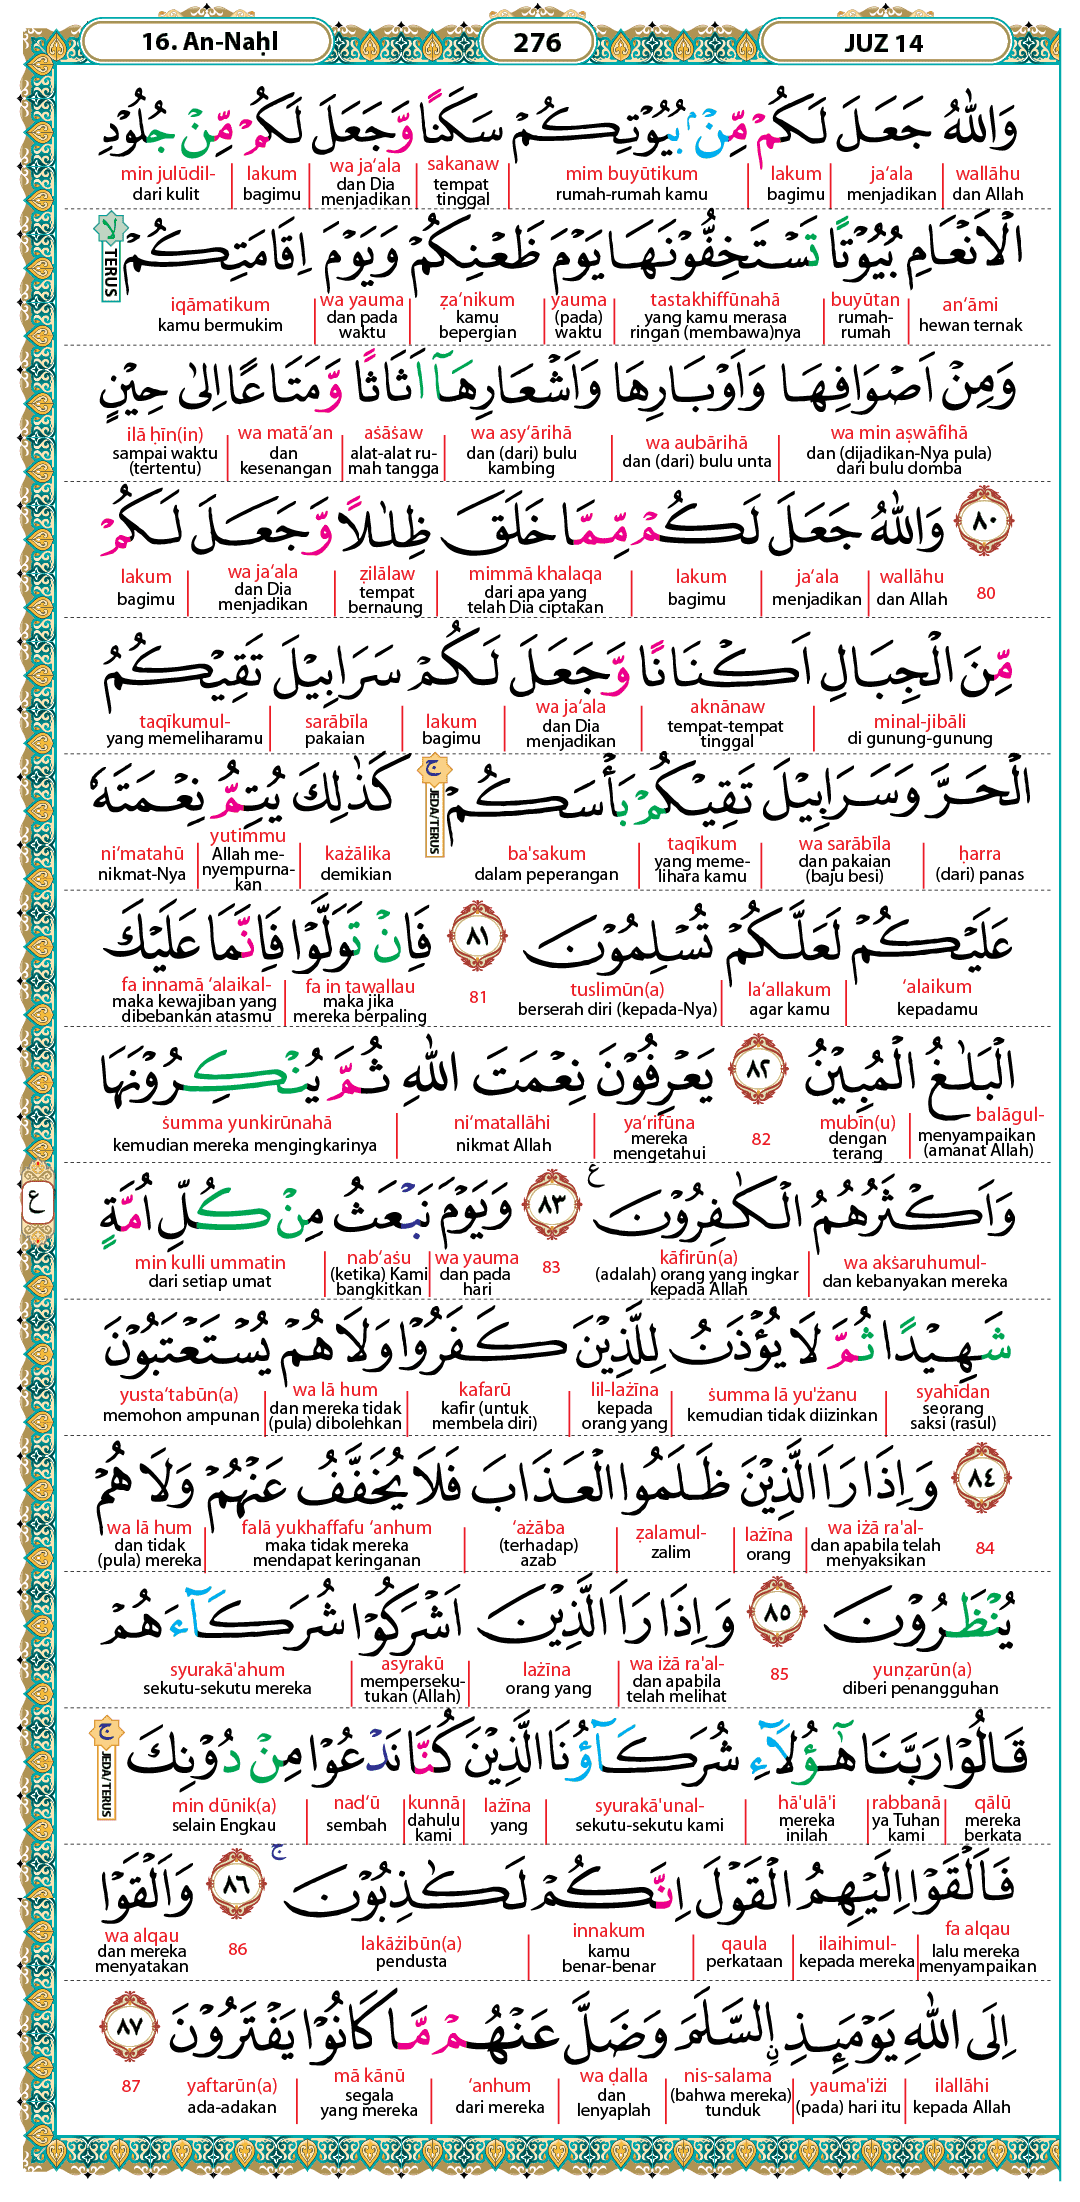 16. An-Naḥl 276 JUZ 14
وَاللّٰهُ جَعَلَ لَكُمْ مِّنْۢ بُيُوْتِكُمْ سَكَنًا وَّجَعَلَ لَكُمْ مِّنْ جُلُوْدِ
wallāhu ja‘ala lakum mim buyūtikum sakanaw wa ja‘ala lakum min julūdil-
dan Allah menjadikan bagimu rumah-rumah kamu tempat tinggal dan Dia menjadikan bagimu dari kulit
الْاَنْعَامِ بُيُوْتًا تَسْتَخِفُّوْنَهَا يَوْمَ ظَعْنِكُمْ وَيَوْمَ اِقَامَتِكُمْ ۙ لا TERUS
an‘āmi buyūtan tastakhiffūnahā yauma ẓa‘nikum wa yauma iqāmatikum
hewan ternak rumah-rumah yang kamu merasa ringan (membawa)nya (pada) waktu kamu bepergian dan pada waktu kamu bermukim
وَمِنْ اَصْوَافِهَا وَاَوْبَارِهَا وَاَشْعَارِهَآ اَثَاثًا وَّمَتَاعًا اِلٰى حِيْنٍ
wa min aṣwāfihā wa aubārihā wa asy‘ārihā aṡāṡaw wa matā‘an ilā ḥīn(in)
dan (dijadikan-Nya pula) dari bulu domba dan (dari) bulu unta dan (dari) bulu kambing alat-alat rumah tangga dan kesenangan sampai waktu (tertentu)
٨٠ وَاللّٰهُ جَعَلَ لَكُمْ مِّمَّا خَلَقَ ظِلٰلًا وَّجَعَلَ لَكُمْ
80 wallāhu ja‘ala lakum mimmā khalaqa ẓilālaw wa ja‘ala lakum
dan Allah menjadikan bagimu dari apa yang telah Dia ciptakan tempat bernaung dan Dia menjadikan bagimu
مِّنَ الْجِبَالِ اَكْنَانًا وَّجَعَلَ لَكُمْ سَرَابِيْلَ تَقِيْكُمُ
minal-jibāli aknānaw wa ja‘ala lakum sarābīla taqīkumul-
di gunung-gunung tempat-tempat tinggal dan Dia menjadikan bagimu pakaian yang memeliharamu
الْحَرَّ وَسَرَابِيْلَ تَقِيْكُمْ بَأْسَكُمْ ج JEDA/TERUS كَذٰلِكَ يُتِمُّ نِعْمَتَهٗ
ḥarra wa sarābīla taqīkum ba'sakum każālika yutimmu ni‘matahū
(dari) panas dan pakaian (baju besi) yang memelihara kamu dalam peperangan demikian Allah menyempurnakan nikmat-Nya
عَلَيْكُمْ لَعَلَّكُمْ تُسْلِمُوْنَ ٨١ فَاِنْ تَوَلَّوْا فَاِنَّمَا عَلَيْكَ
‘alaikum la‘allakum tuslimūn(a) 81 fa in tawallau fa innamā ‘alaikal-
kepadamu agar kamu berserah diri (kepada-Nya) maka jika mereka berpaling maka kewajiban yang dibebankan atasmu
الْبَلٰغُ الْمُبِيْنُ ٨٢ يَعْرِفُوْنَ نِعْمَتَ اللّٰهِ ثُمَّ يُنْكِرُوْنَهَا
balāgul- mubīn(u) 82 ya‘rifūna ni‘matallāhi ṡumma yunkirūnahā
menyampaikan (amanat Allah) dengan terang mereka mengetahui nikmat Allah kemudian mereka mengingkarinya
وَاَكْثَرُهُمُ الْكٰفِرُوْنَ ع ٨٣ وَيَوْمَ نَبْعَثُ مِنْ كُلِّ اُمَّةٍ ع
wa akṡaruhumul- kāfirūn(a) 83 wa yauma nab‘aṡu min kulli ummatin
dan kebanyakan mereka (adalah) orang yang ingkar kepada Allah dan pada hari (ketika) Kami bangkitkan dari setiap umat
شَهِيْدًا ثُمَّ لَا يُؤْذَنُ لِلَّذِيْنَ كَفَرُوْا وَلَا هُمْ يُسْتَعْتَبُوْنَ
syahīdan ṡumma lā yu'żanu lil-lażīna kafarū wa lā hum yusta‘tabūn(a)
seorang saksi (rasul) kemudian tidak diizinkan kepada orang yang kafir (untuk membela diri) dan mereka tidak (pula) dibolehkan memohon ampunan
٨٤ وَاِذَا رَاَ الَّذِيْنَ ظَلَمُوا الْعَذَابَ فَلَا يُخَفَّفُ عَنْهُمْ وَلَا هُمْ
84 wa iżā ra'al- lażīna ẓalamul- ‘ażāba falā yukhaffafu ‘anhum wa lā hum
dan apabila telah menyaksikan orang zalim (terhadap) azab maka tidak mereka mendapat keringanan dan tidak (pula) mereka
يُنْظَرُوْنَ ٨٥ وَاِذَا رَاَ الَّذِيْنَ اَشْرَكُوْا شُرَكَاۤءَهُمْ
yunẓarūn(a) 85 wa iżā ra'al- lażīna asyrakū syurakā'ahum
diberi penangguhan dan apabila telah melihat orang yang mempersekutukan (Allah) sekutu-sekutu mereka
قَالُوْا رَبَّنَا هٰٓؤُلَاۤءِ شُرَكَاۤؤُنَا الَّذِيْنَ كُنَّا نَدْعُوْا مِنْ دُوْنِكَ ج JEDA/TERUS
qālū rabbanā hā'ulā'i syurakā'unal- lażīna kunnā nad‘ū min dūnik(a)
mereka berkata ya Tuhan kami mereka inilah sekutu-sekutu kami yang dahulu kami sembah selain Engkau
فَاَلْقَوْا اِلَيْهِمُ الْقَوْلَ اِنَّكُمْ لَكٰذِبُوْنَ ج ٨٦ وَاَلْقَوْا
fa alqau ilaihimul- qaula innakum lakāżibūn(a) 86 wa alqau
lalu mereka menyampaikan kepada mereka perkataan kamu benar-benar pendusta dan mereka menyatakan
اِلَى اللّٰهِ يَوْمَىِٕذِ ِۨالسَّلَمَ وَضَلَّ عَنْهُمْ مَّا كَانُوْا يَفْتَرُوْنَ ٨٧
ilallāhi yauma'iżi nis-salama wa ḍalla ‘anhum mā kānū yaftarūn(a) 87
kepada Allah (pada) hari itu (bahwa mereka) tunduk dan lenyaplah dari mereka segala yang mereka ada-adakan